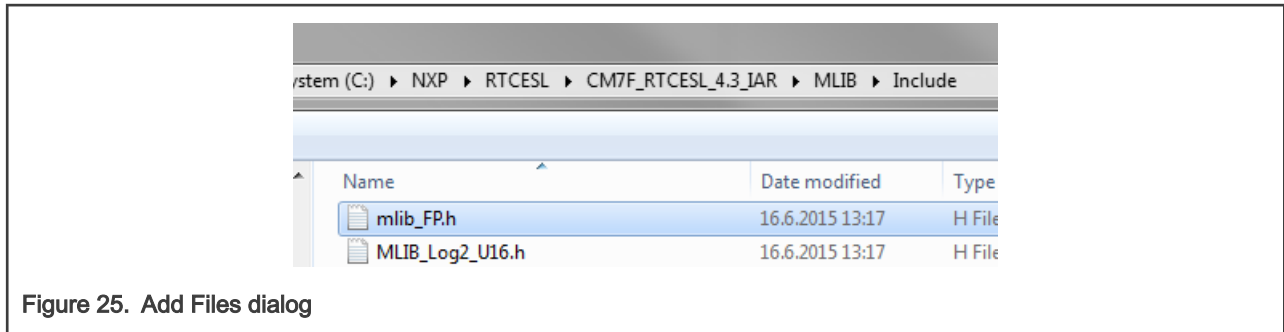 ystem (C:) ▸ NXP ▸ RTCESL ▸ CM7F_RTCESL_4.3_IAR ▸ MLIB ▸ Include
Name Date modified Type
mlib_FP.h 16.6.2015 13:17 H File
MLIB_Log2_U16.h 16.6.2015 13:17 H File
Figure 25. Add Files dialog